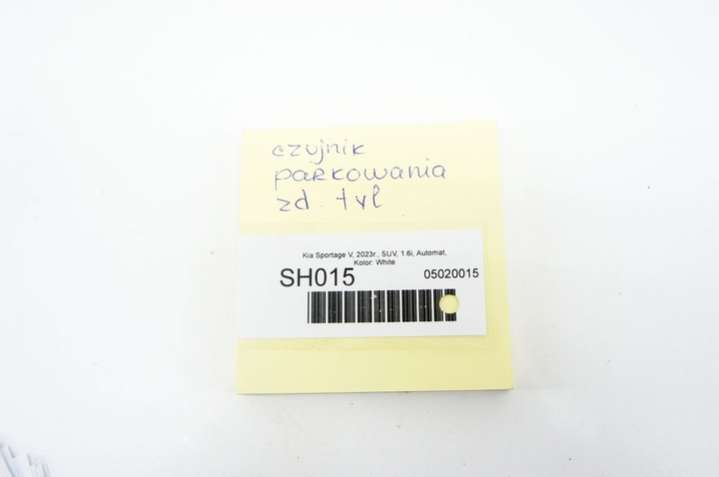 czujnik
parkowania
zd. tył
Kia Sportage V, 2023r., SUV, 1.6i, Automat,
Kolor: White
SH015 05020015